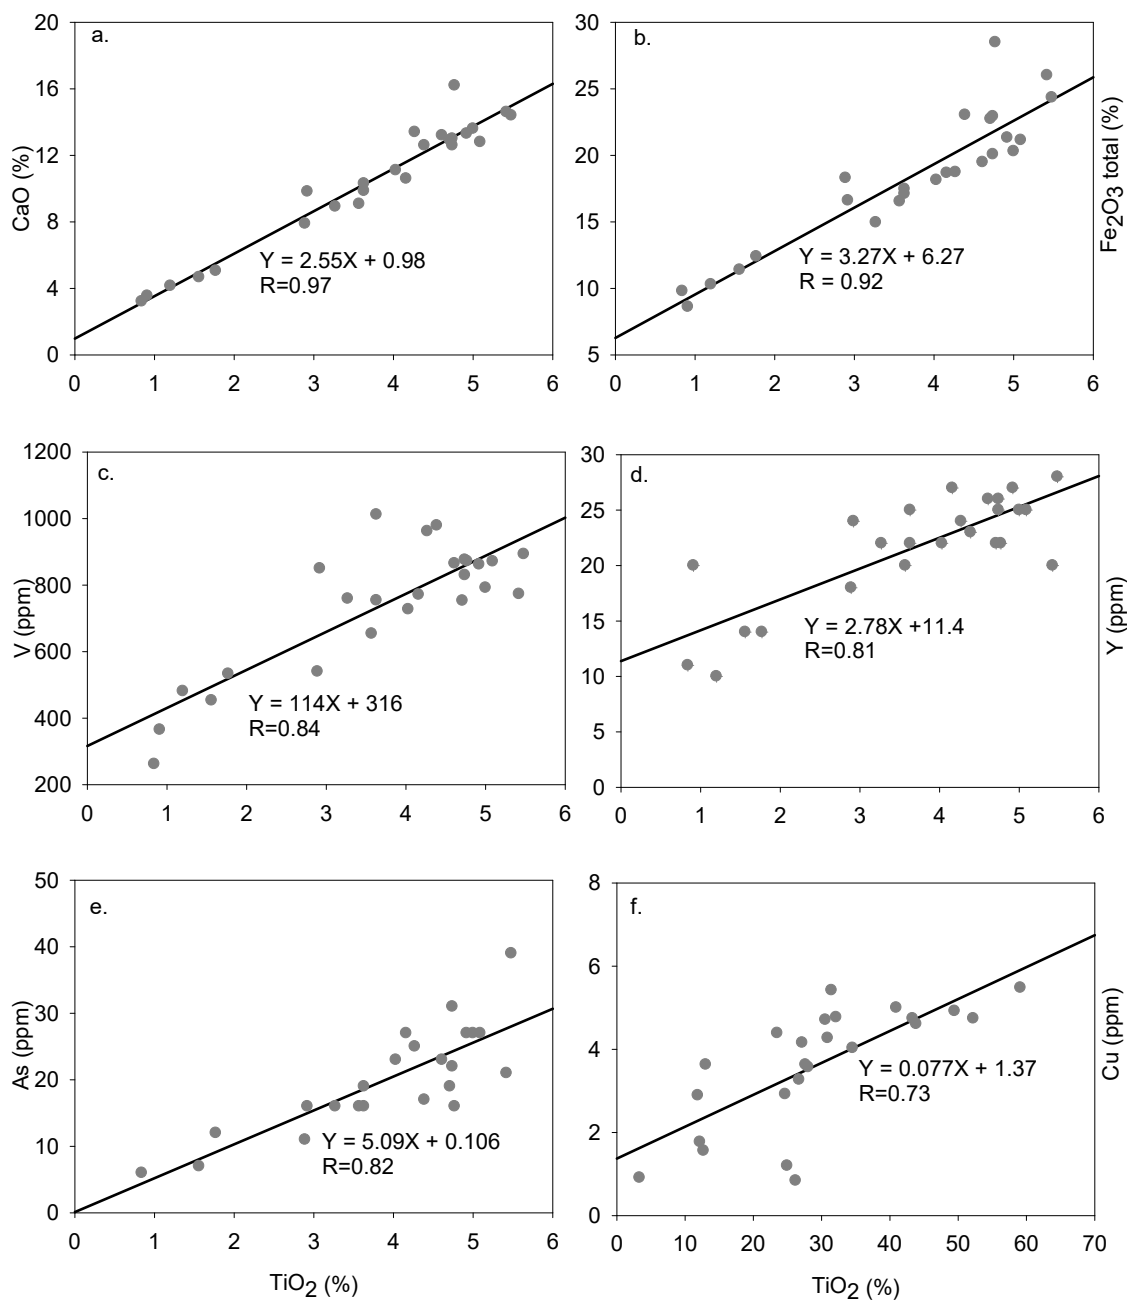 a.
20
16
12
8
4
0
CaO (%)
0 1 2 3 4 5 6
Y = 2.55X + 0.98
R=0.97
b.
30
25
20
15
10
5
Fe2O3 total (%)
0 1 2 3 4 5 6
Y = 3.27X + 6.27
R = 0.92
c.
1200
1000
800
600
400
200
V (ppm)
0 1 2 3 4 5 6
Y = 114X + 316
R=0.84
d.
30
25
20
15
10
5
0
Y (ppm)
0 1 2 3 4 5 6
Y = 2.78X +11.4
R=0.81
e.
50
40
30
20
10
0
As (ppm)
0 1 2 3 4 5 6
Y = 5.09X + 0.106
R=0.82
TiO2 (%)
f.
8
6
4
2
0
Cu (ppm)
0 10 20 30 40 50 60 70
Y = 0.077X + 1.37
R=0.73
TiO2 (%)